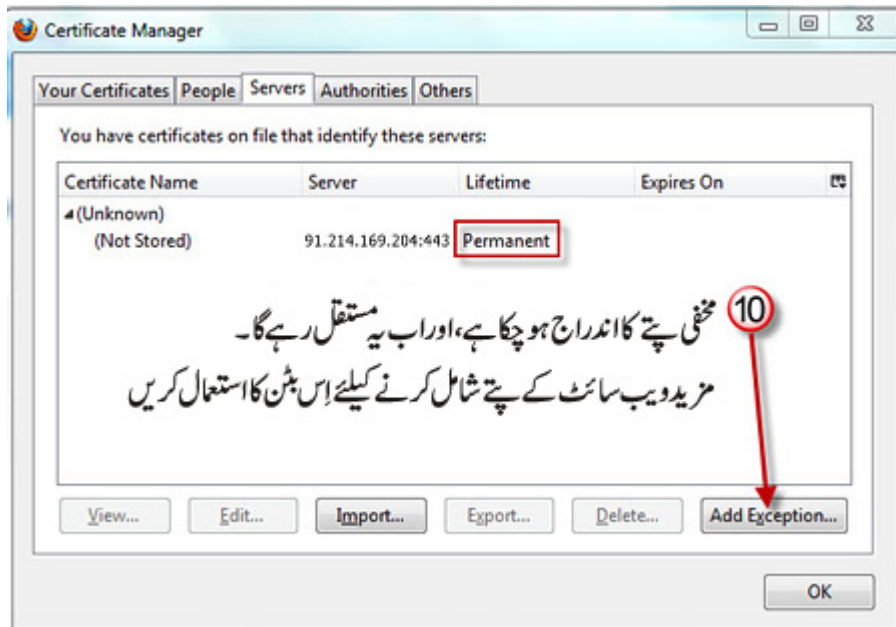 Certificate Manager
Your Certificates People Servers Authorities Others
You have certificates on file that identify these servers:
Certificate Name Server Lifetime Expires On
(Unknown)
(Not Stored) 91.214.169.204:443 Permanent
مخفی پتے کا اندراج ہو چکا ہے، اور اب یہ مستقل رہے گا۔
10
مزید ویب سائٹ کے پتے شامل کرنے کیلئے اِس بٹن کا استعمال کریں
View... Edit... Import... Export... Delete... Add Exception...
OK